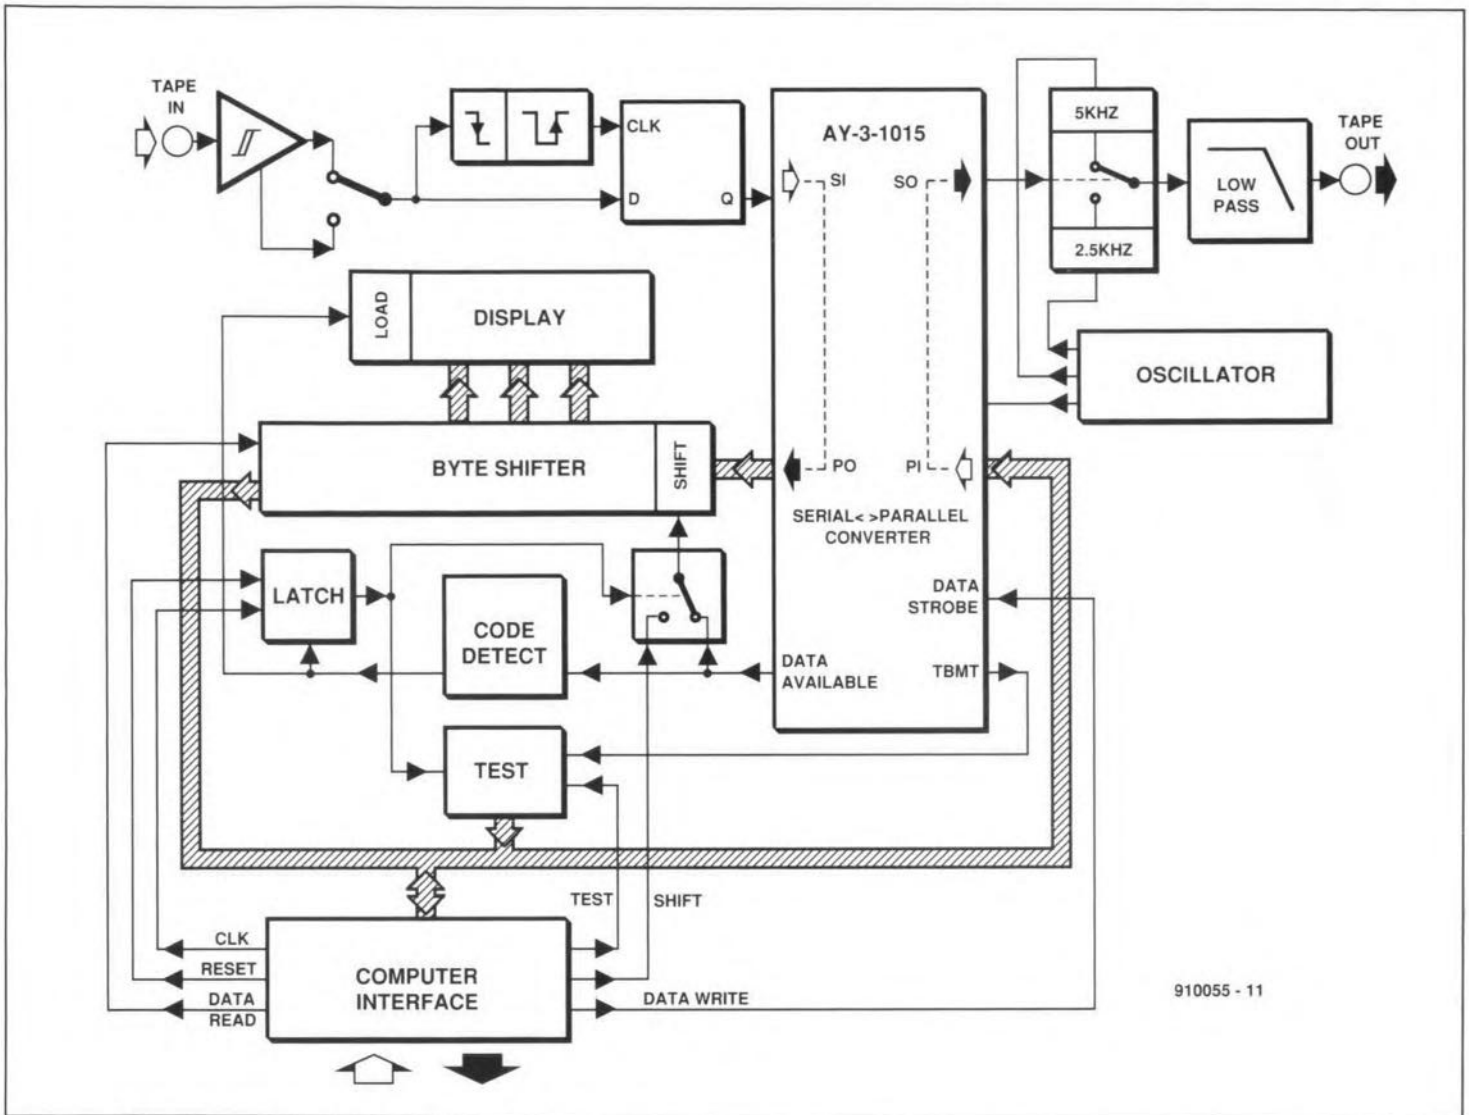 TAPE
IN
CLK
D
Q
AY-3-1015
SI
SO
5KHZ
2.5KHZ
LOW
PASS
TAPE
OUT
LOAD
DISPLAY
OSCILLATOR
BYTE SHIFTER
SHIFT
PO
PI
SERIAL< >PARALLEL
CONVERTER
LATCH
CODE
DETECT
DATA
STROBE
DATA
AVAILABLE
TBMT
TEST
TEST
SHIFT
CLK
RESET
DATA
READ
COMPUTER
INTERFACE
DATA WRITE
910055 - 11